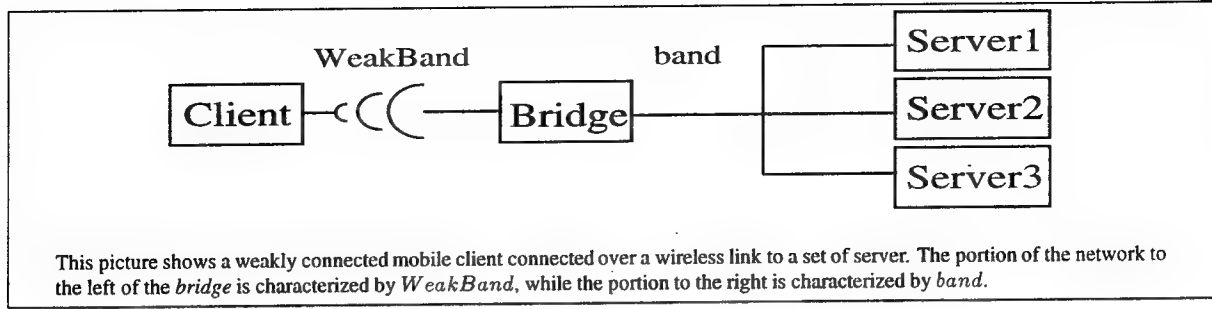 WeakBand
band
Client
Bridge
Server1
Server2
Server3
This picture shows a weakly connected mobile client connected over a wireless link to a set of server. The portion of the network to
the left of the bridge is characterized by WeakBand, while the portion to the right is characterized by band.